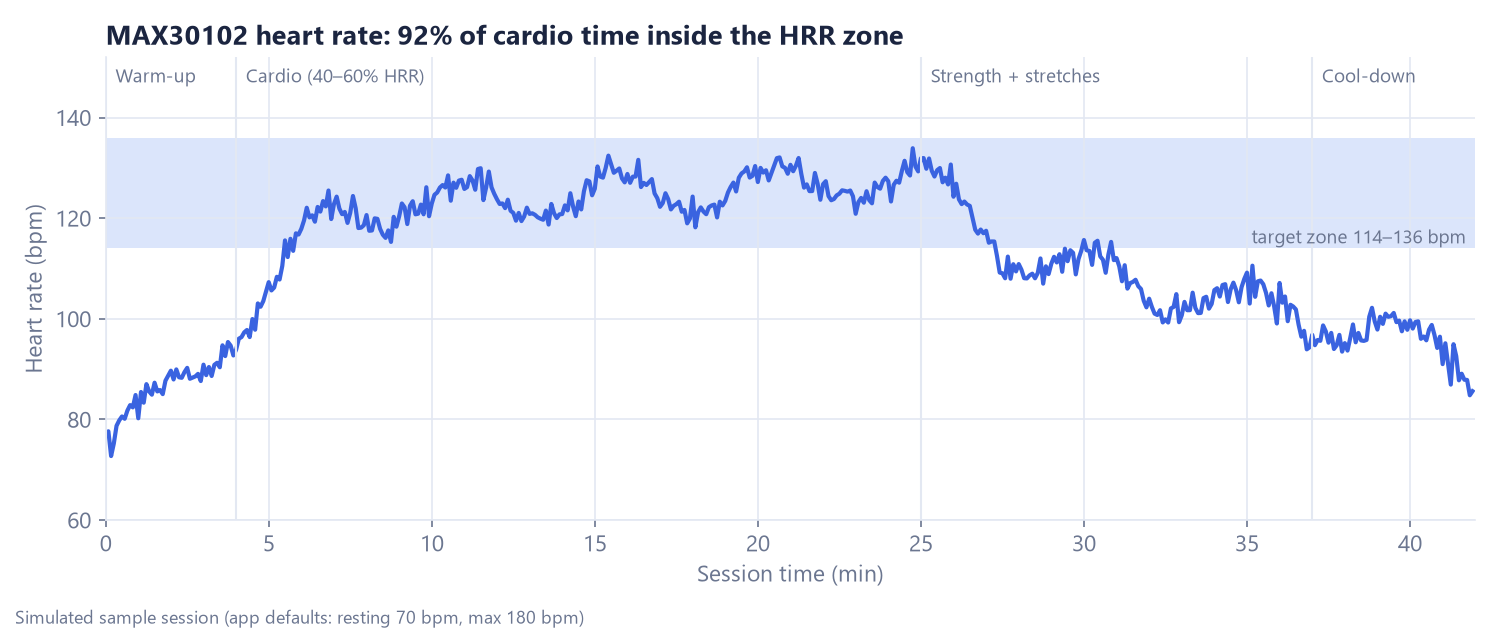 MAX30102 heart rate: 92% of cardio time inside the HRR zone
Warm-up
Cardio (40–60% HRR)
Strength + stretches
Cool-down
140
120
100
80
60
Heart rate (bpm)
target zone 114–136 bpm
0
5
10
15
20
25
30
35
40
Session time (min)
Simulated sample session (app defaults: resting 70 bpm, max 180 bpm)